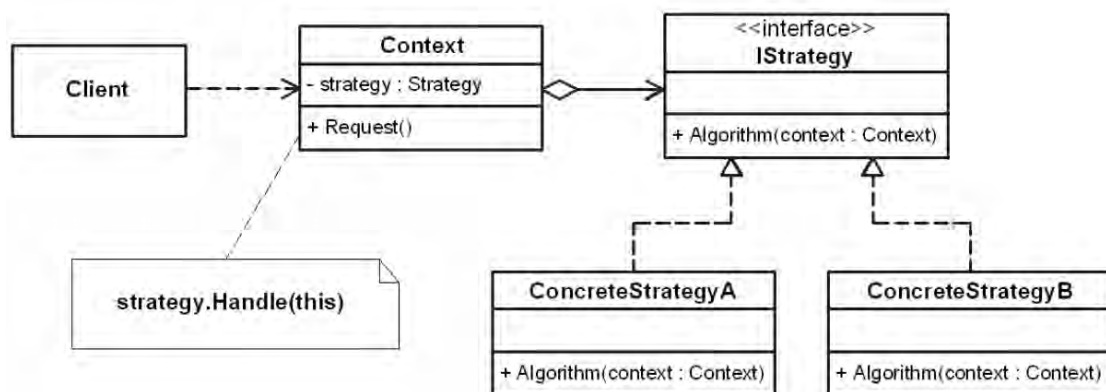 Client
Context
- strategy : Strategy
+ Request()
<<interface>>
IStrategy
+ Algorithm(context : Context)
strategy.Handle(this)
ConcreteStrategyA
+ Algorithm(context : Context)
ConcreteStrategyB
+ Algorithm(context : Context)